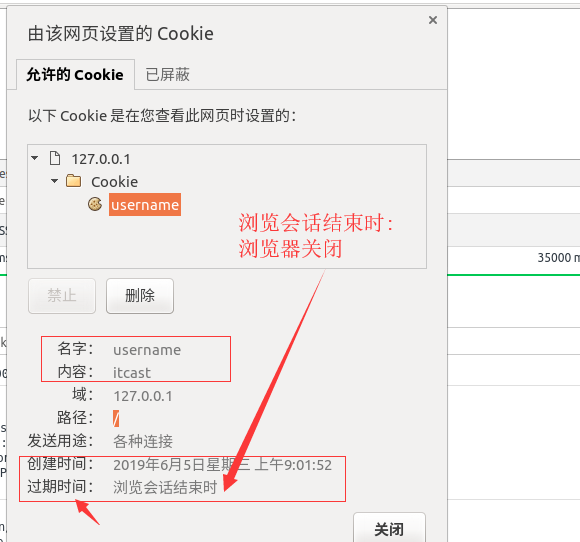 由该网页设置的 Cookie
×
允许的 Cookie 已屏蔽
以下 Cookie 是在您查看此网页时设置的：
127.0.0.1
Cookie
username
浏览会话结束时：
浏览器关闭
35000 m
禁止 删除
名字： username
内容： itcast
域： 127.0.0.1
路径： /
发送用途： 各种连接
创建时间： 2019年6月5日星期三 上午9:01:52
过期时间： 浏览会话结束时
关闭